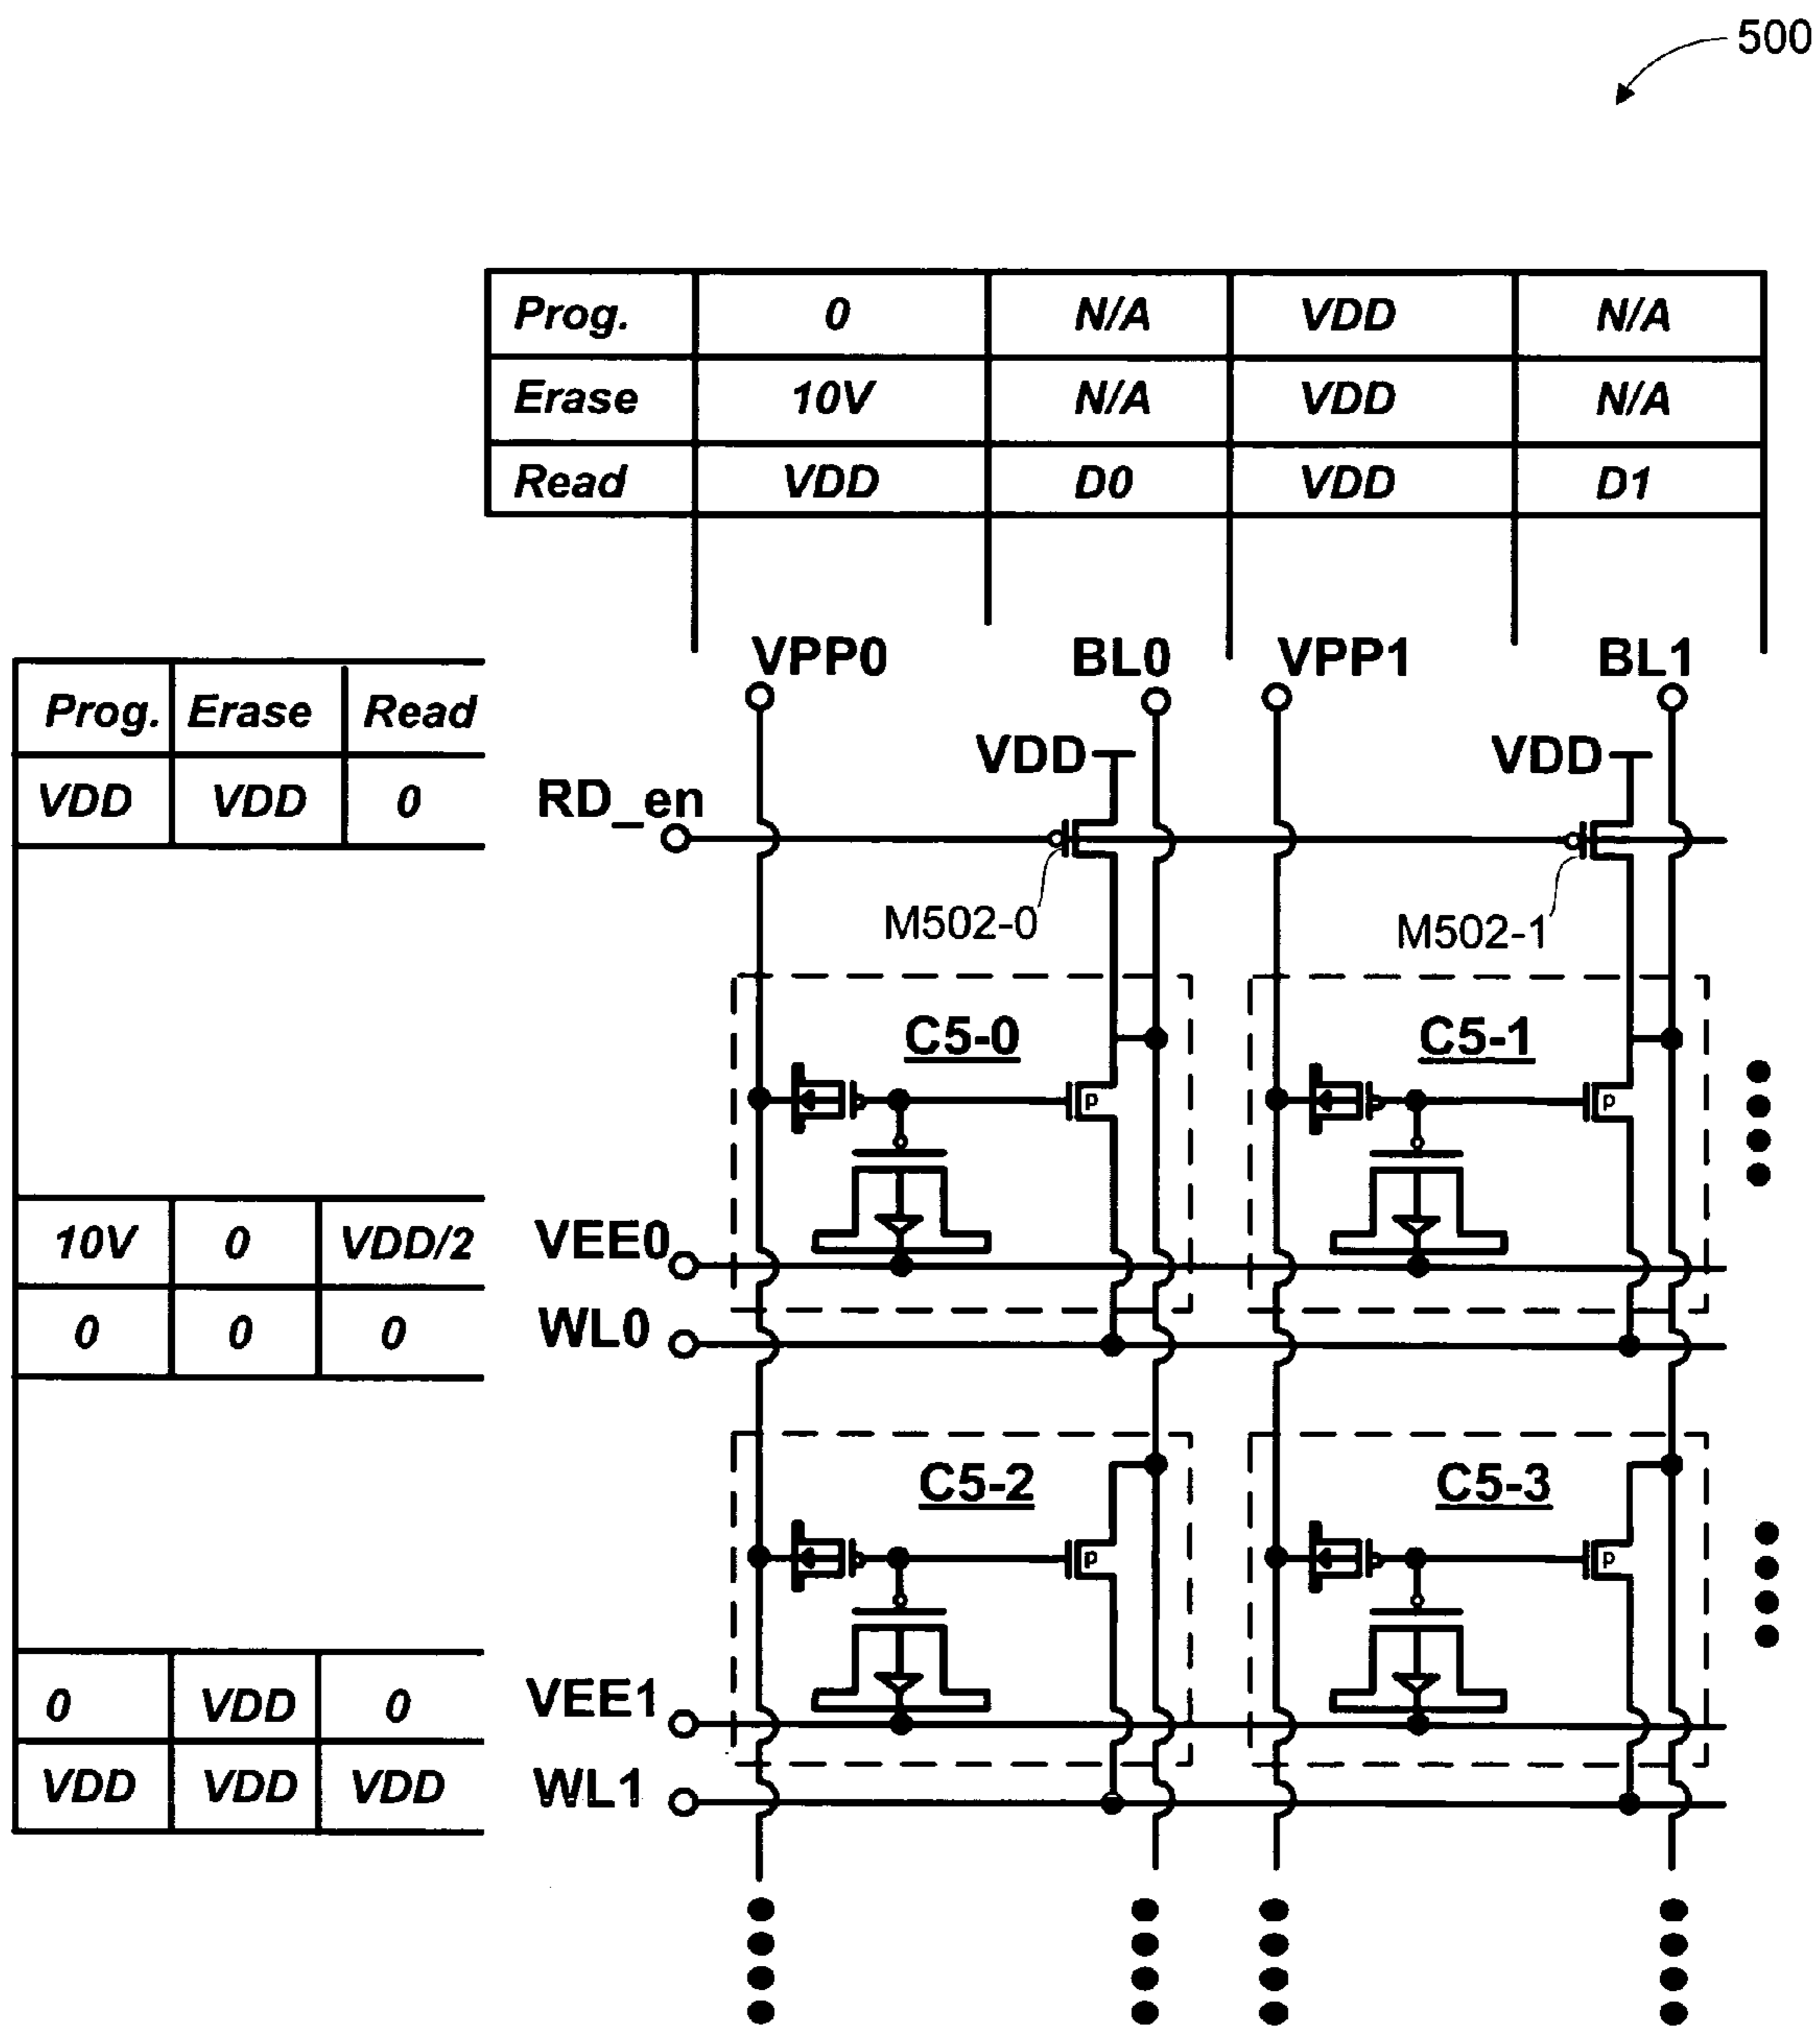 500
Prog. 0 N/A VDD N/A
Erase 10V N/A VDD N/A
Read VDD D0 VDD D1
VPP0 BL0 VPP1 BL1
Prog. Erase Read
VDD VDD
VDD VDD 0 RD_en
M502-0 M502-1
C5-0 C5-1
p p
10V 0 VDD/2 VEE0
0 0 0 WL0
C5-2 C5-3
p p
0 VDD 0 VEE1
VDD VDD VDD WL1